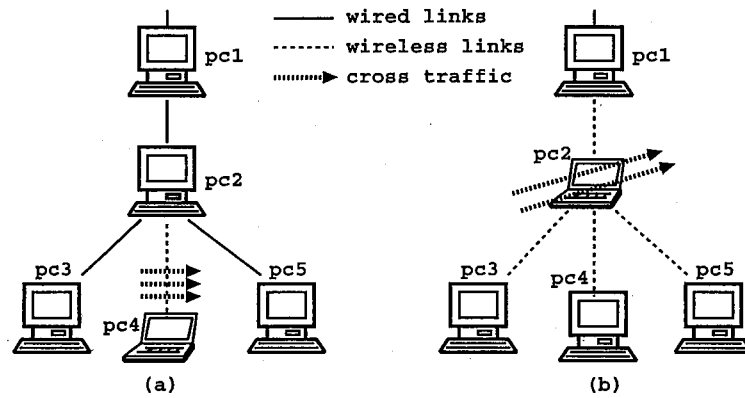 wired links
wireless links
cross traffic
pc1
pc2
pc3
pc4
pc5
(a)
pc1
pc2
pc3
pc4
pc5
(b)